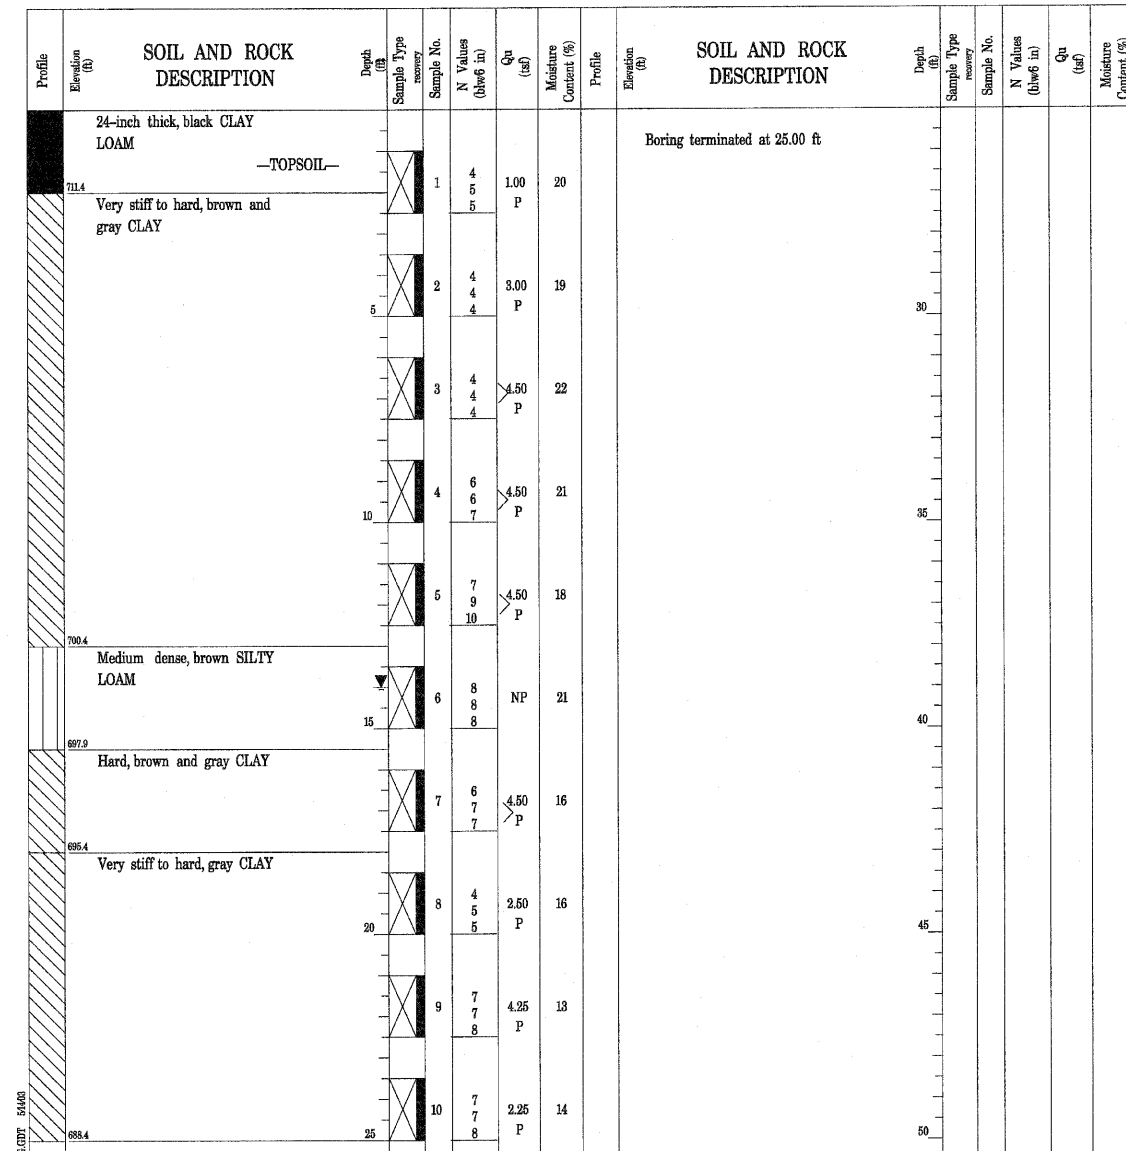 Profile
Elevation
(ft)
SOIL AND ROCK
DESCRIPTION
Depth
(ft)
Sample Type
recovery
Sample No.
N Values
(blw/6 in)
Qu
(tsf)
Moisture
Content (%)
Profile
Elevation
(ft)
SOIL AND ROCK
DESCRIPTION
Depth
(ft)
Sample Type
recovery
Sample No.
N Values
(blw/6 in)
Qu
(tsf)
Moisture
Content (%)
24-inch thick, black CLAY
LOAM
—TOPSOIL—
711.4
1
4
5
5
1.00
P
20
Very stiff to hard, brown and
gray CLAY
2
4
4
4
3.00
P
19
5
3
4
4
4
>4.50
P
22
4
6
6
7
>4.50
P
21
10
5
7
9
10
>4.50
P
18
700.4
Medium dense, brown SILTY
LOAM
6
8
8
8
NP
21
15
697.9
Hard, brown and gray CLAY
7
6
7
7
>4.50
P
16
695.4
Very stiff to hard, gray CLAY
8
4
5
5
2.50
P
16
20
9
7
7
8
4.25
P
13
10
7
7
8
2.25
P
14
688.4
25
Boring terminated at 25.00 ft
30
35
40
45
50